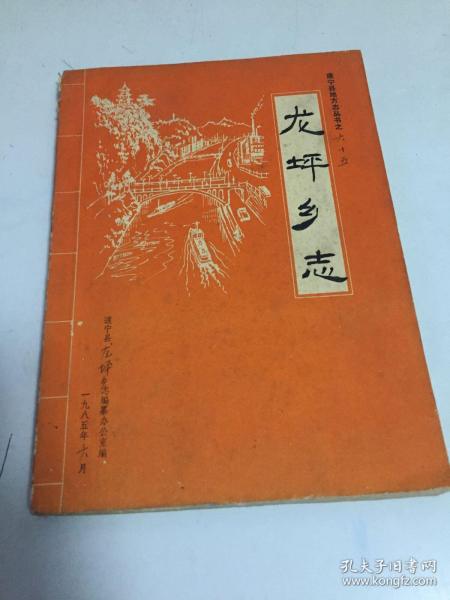 遂宁县地方志丛书之六十五
龙坪乡志
遂宁县龙坪乡志编纂办公室编
一九八五年六月
孔夫子旧书网
www.kongfz.com